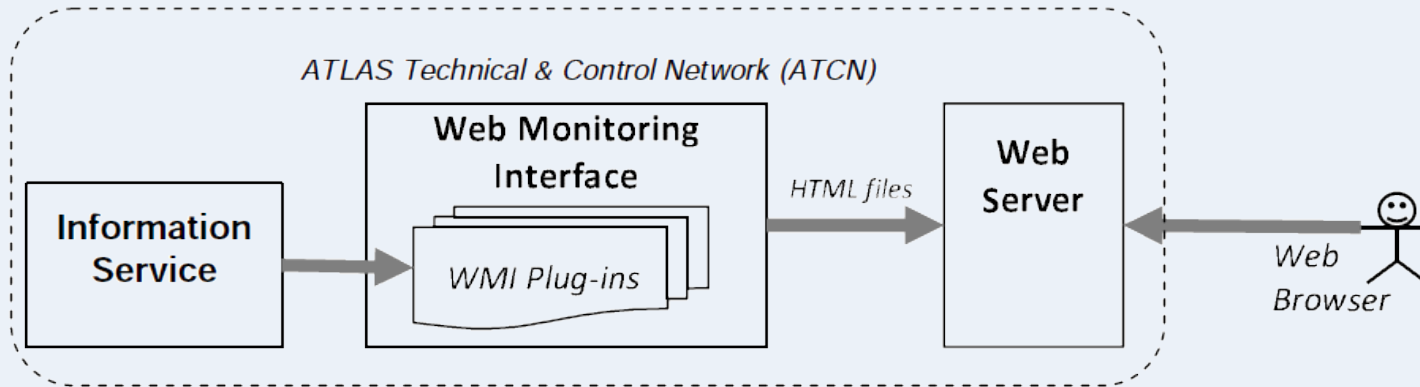 ATLAS Technical & Control Network (ATCN)
Web Monitoring
Interface
WMI Plug-ins
Information
Service
HTML files
Web
Server
Web
Browser